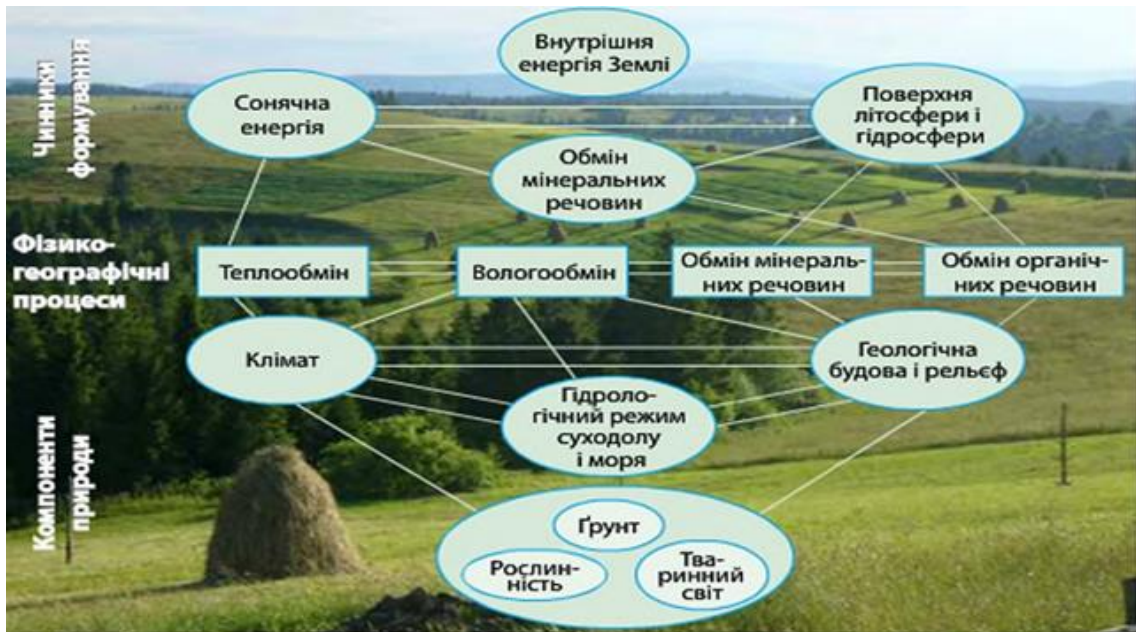 Чинники
формування
Внутрішня
енергія Землі
Сонячна
енергія
Поверхня
літосфери і
гідросфери
Обмін
мінеральних
речовин
Фізико-
географічні
процеси
Теплообмін
Вологообмін
Обмін мінераль-
них речовин
Обмін органіч-
них речовин
Компоненти
природи
Клімат
Геологічна
будова і рельєф
Гідроло-
гічний режим
суходолу
і моря
Ґрунт
Рослин-
ність
Тва-
ринний
світ